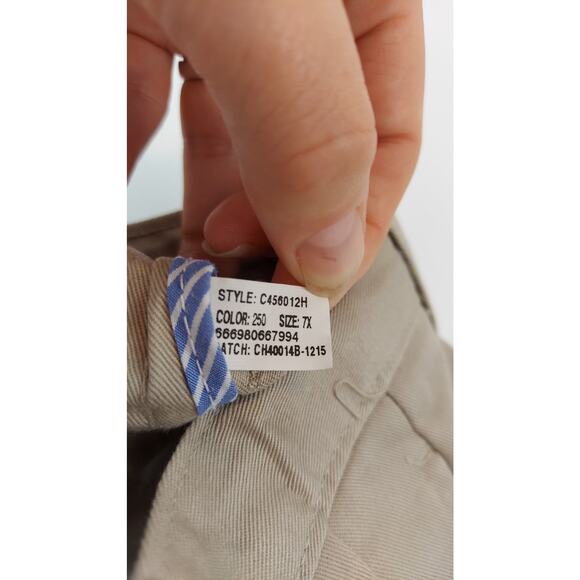 STYLE: C456012H
COLOR: 250 SIZE: 7X
666980667994
ATCH: CH40014B-1215